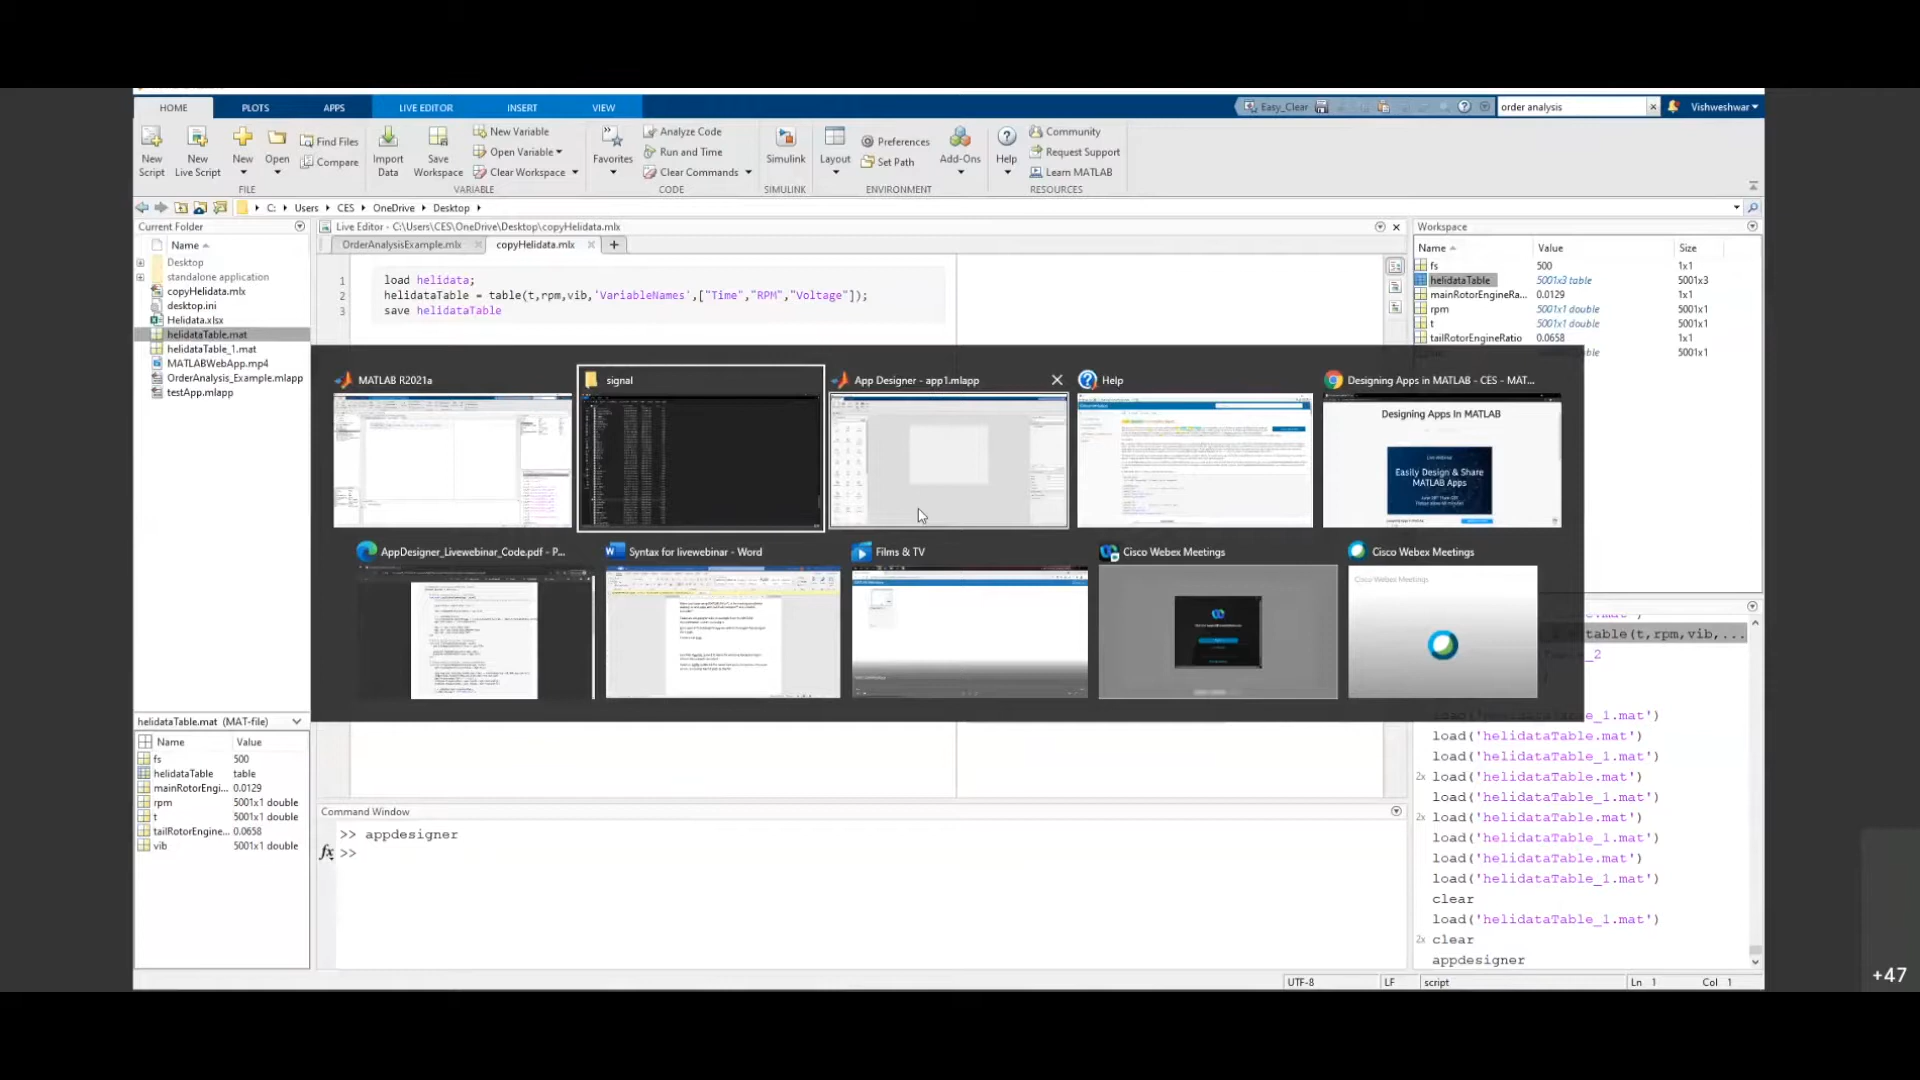 HOME PLOTS APPS LIVE EDITOR INSERT VIEW
Easy_Clear
order analysis
Vishweshwar
New Script
New Live Script
New
Open
Find Files
Compare
FILE
Import Data
Save Workspace
New Variable
Open Variable
Clear Workspace
VARIABLE
Favorites
Analyze Code
Run and Time
Clear Commands
CODE
Simulink
SIMULINK
Layout
Preferences
Set Path
Add-Ons
ENVIRONMENT
Help
Community
Request Support
Learn MATLAB
RESOURCES
C: Users CES OneDrive Desktop
Current Folder
Name
Desktop
standalone application
copyHelidata.mlx
desktop.ini
Helidata.xlsx
helidataTable.mat
helidataTable_1.mat
MATLABWebApp.mp4
OrderAnalysis_Example.mlapp
testApp.mlapp
Live Editor - C:\Users\CES\OneDrive\Desktop\copyHelidata.mlx
OrderAnalysisExample.mlx copyHelidata.mlx
1 load helidata;
2 helidataTable = table(t,rpm,vib,'VariableNames',["Time","RPM","Voltage"]);
3 save helidataTable
Workspace
Name Value Size
fs 500 1x1
helidataTable 5001x3 table 5001x3
mainRotorEngineRa... 0.0129 1x1
rpm 5001x1 double 5001x1
t 5001x1 double 5001x1
tailRotorEngineRatio 0.0658 1x1
5001x1
MATLAB R2021a
signal
App Designer - app1.mlapp
Help
Designing Apps in MATLAB - CES - MAT...
Designing Apps In MATLAB
Live Webinar
Easily Design & Share
MATLAB Apps
AppDesigner_Livewebinar_Code.pdf - P...
Syntax for livewebinar - Word
Films & TV
Cisco Webex Meetings
Cisco Webex Meetings
Cisco Webex Meetings
table(t,rpm,vib,...
_2
_1.mat')
load('helidataTable.mat')
load('helidataTable_1.mat')
2x load('helidataTable.mat')
load('helidataTable_1.mat')
2x load('helidataTable.mat')
load('helidataTable_1.mat')
load('helidataTable.mat')
load('helidataTable_1.mat')
clear
load('helidataTable_1.mat')
2x clear
appdesigner
helidataTable.mat (MAT-file)
Name Value
fs 500
helidataTable table
mainRotorEngi... 0.0129
rpm 5001x1 double
t 5001x1 double
tailRotorEngine... 0.0658
vib 5001x1 double
Command Window
>> appdesigner
fx >>
UTF-8 LF script Ln 1 Col 1
+47